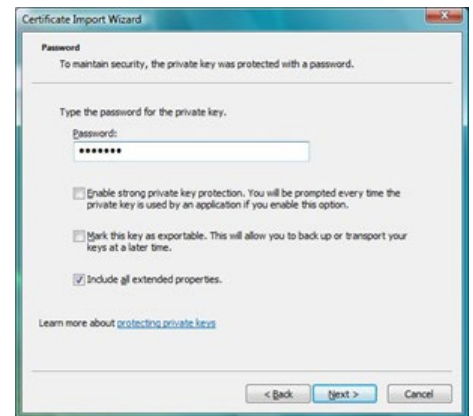 Certificate Import Wizard
Password
To maintain security, the private key was protected with a password.
Type the password for the private key.
Password:
•••••••
Enable strong private key protection. You will be prompted every time the
private key is used by an application if you enable this option.
Mark this key as exportable. This will allow you to back up or transport your
keys at a later time.
Include all extended properties.
Learn more about protecting private keys
< Back
Next >
Cancel